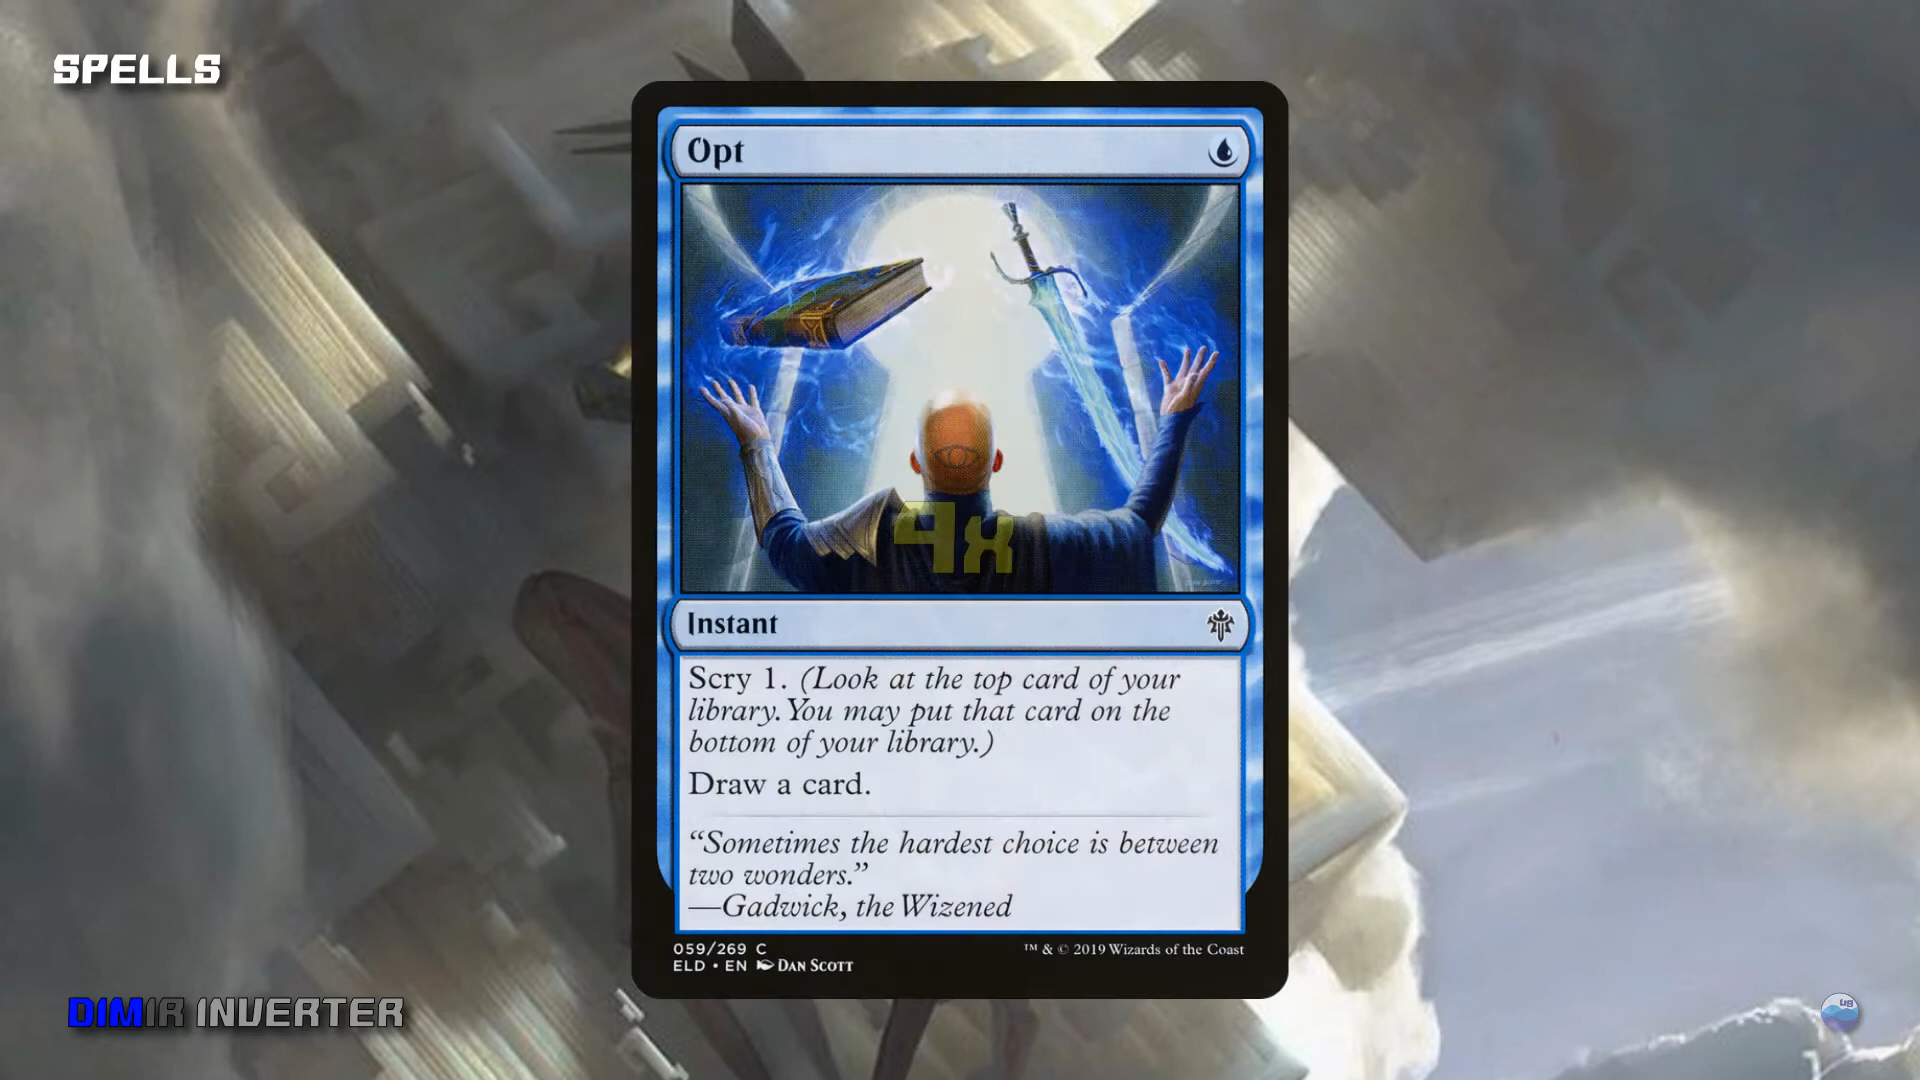 SPELLS
Opt
4x
Instant
Scry 1. (Look at the top card of your
library. You may put that card on the
bottom of your library.)
Draw a card.
“Sometimes the hardest choice is between
two wonders.”
—Gadwick, the Wizened
059/269 C
ELD • EN DAN SCOTT
™ & © 2019 Wizards of the Coast
DIMIR INVERTER
ug